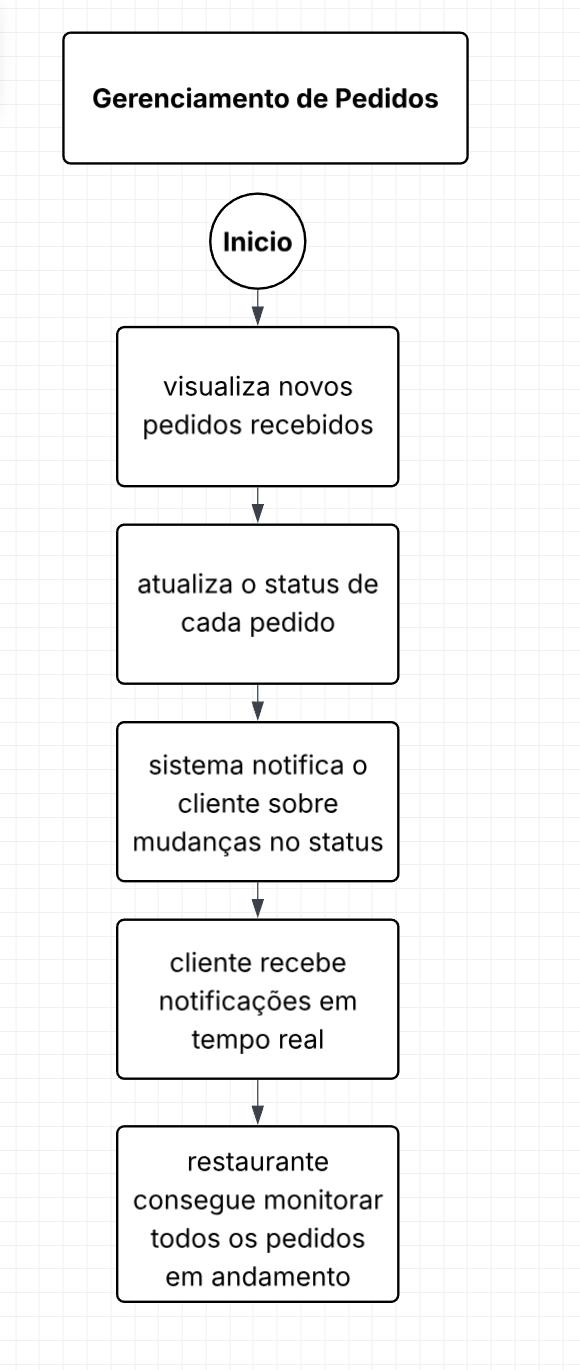 Gerenciamento de Pedidos
Inicio
visualiza novos
pedidos recebidos
atualiza o status de
cada pedido
sistema notifica o
cliente sobre
mudanças no status
cliente recebe
notificações em
tempo real
restaurante
consegue monitorar
todos os pedidos
em andamento